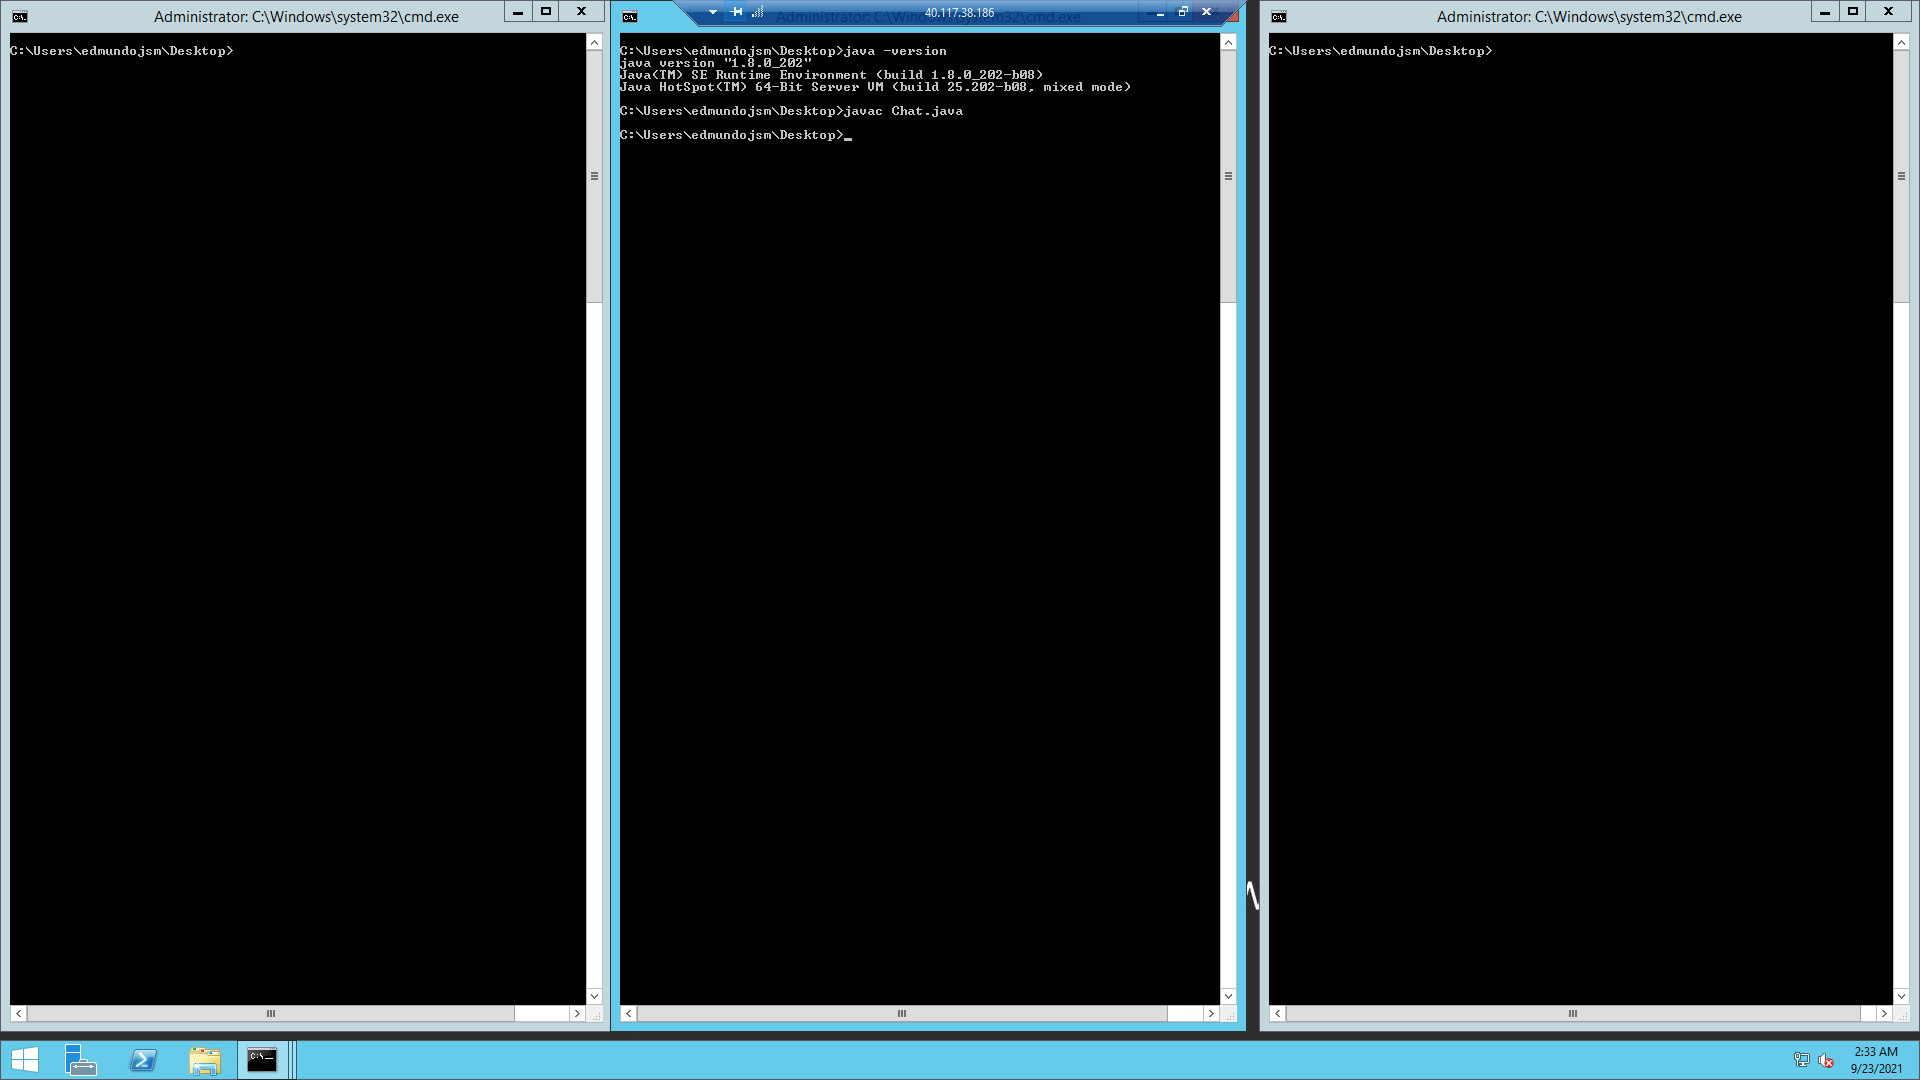 Administrator: C:\Windows\system32\cmd.exe
C:\Users\edmundojsm\Desktop>
40.117.38.186
Administrator: C:\Windows\system32\cmd.exe
C:\Users\edmundojsm\Desktop>java -version
java version "1.8.0_202"
Java(TM) SE Runtime Environment (build 1.8.0_202-b08)
Java HotSpot(TM) 64-Bit Server VM (build 25.202-b08, mixed mode)
C:\Users\edmundojsm\Desktop>javac Chat.java
C:\Users\edmundojsm\Desktop>_
Administrator: C:\Windows\system32\cmd.exe
C:\Users\edmundojsm\Desktop>
2:33 AM
9/23/2021